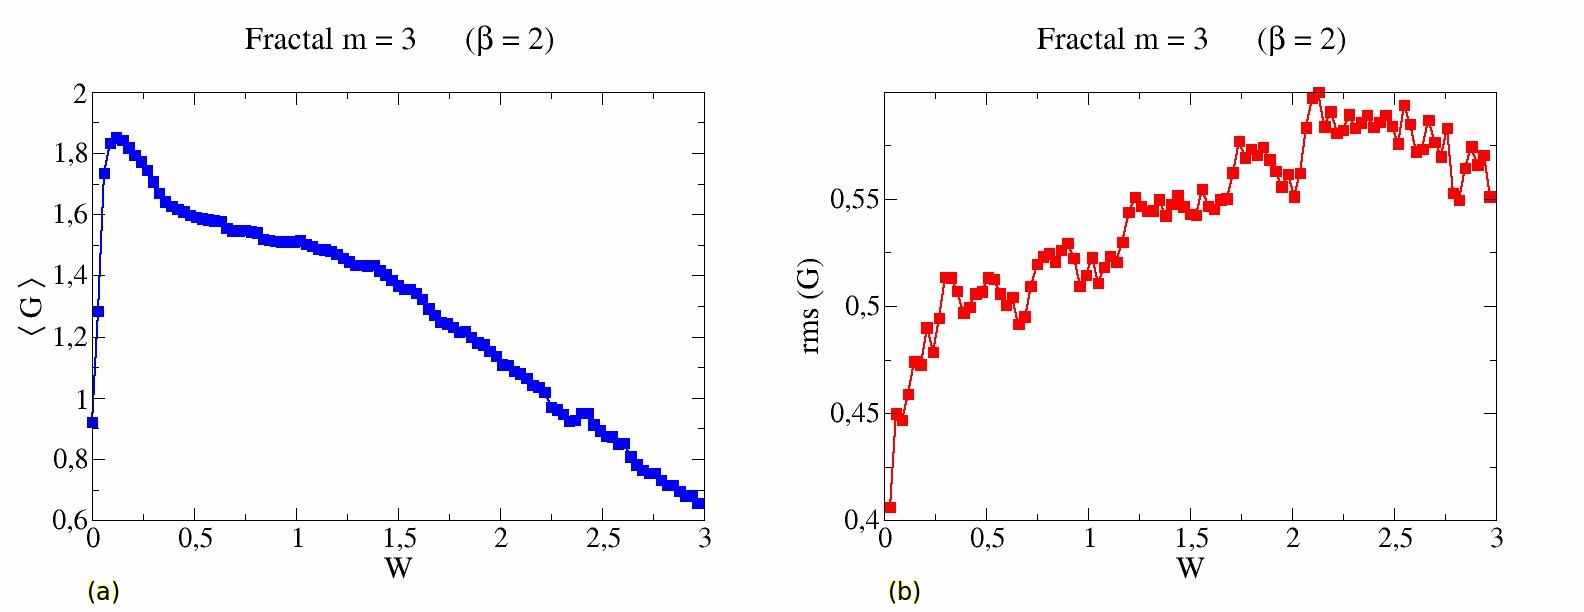 Fractal m = 3 (β = 2)
2
1,8
1,6
1,4
1,2
1
0,8
0,6
⟨ G ⟩
0 0,5 1 1,5 2 2,5 3
W
(a)
Fractal m = 3 (β = 2)
0,55
0,5
0,45
0,4
rms (G)
0 0,5 1 1,5 2 2,5 3
W
(b)